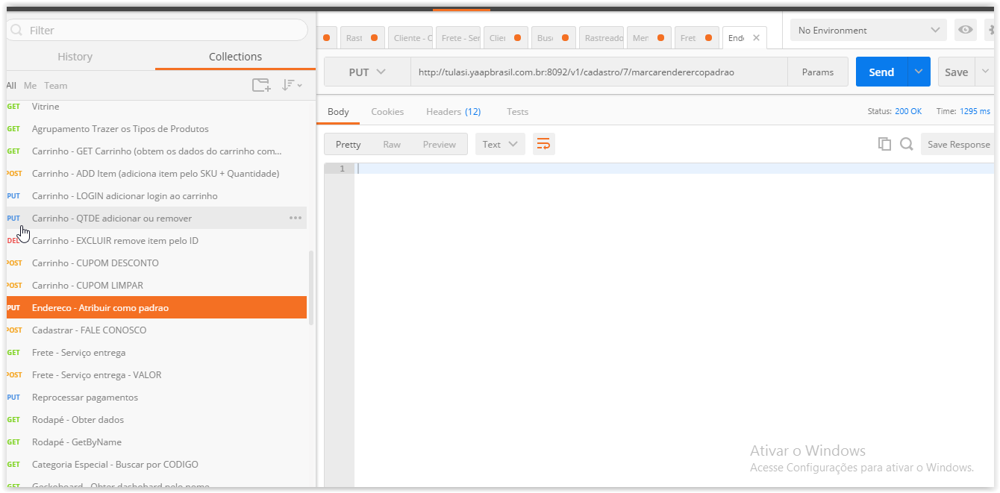 Filter
History Collections
All Me Team
GET Vitrine
GET Agrupamento Trazer os Tipos de Produtos
GET Carrinho - GET Carrinho (obtem os dados do carrinho com...
POST Carrinho - ADD Item (adiciona item pelo SKU + Quantidade)
PUT Carrinho - LOGIN adicionar login ao carrinho
PUT Carrinho - QTDE adicionar ou remover
DEL Carrinho - EXCLUIR remove item pelo ID
POST Carrinho - CUPOM DESCONTO
POST Carrinho - CUPOM LIMPAR
PUT Endereco - Atribuir como padrao
POST Cadastrar - FALE CONOSCO
GET Frete - Serviço entrega
POST Frete - Serviço entrega - VALOR
PUT Reprocessar pagamentos
GET Rodapé - Obter dados
GET Rodapé - GetByName
GET Categoria Especial - Buscar por CODIGO
GET Geckoboard - Obter dashobard pelo nome
Rast Cliente - C Frete - Ser Clie Bus Rastreado Mer Fret End
No Environment
PUT http://tulasi.yaapbrasil.com.br:8092/v1/cadastro/7/marcarenderercopadrao Params Send Save
Body Cookies Headers (12) Tests Status: 200 OK Time: 1295 ms
Pretty Raw Preview Text Save Response
1
Ativar o Windows
Acesse Configurações para ativar o Windows.